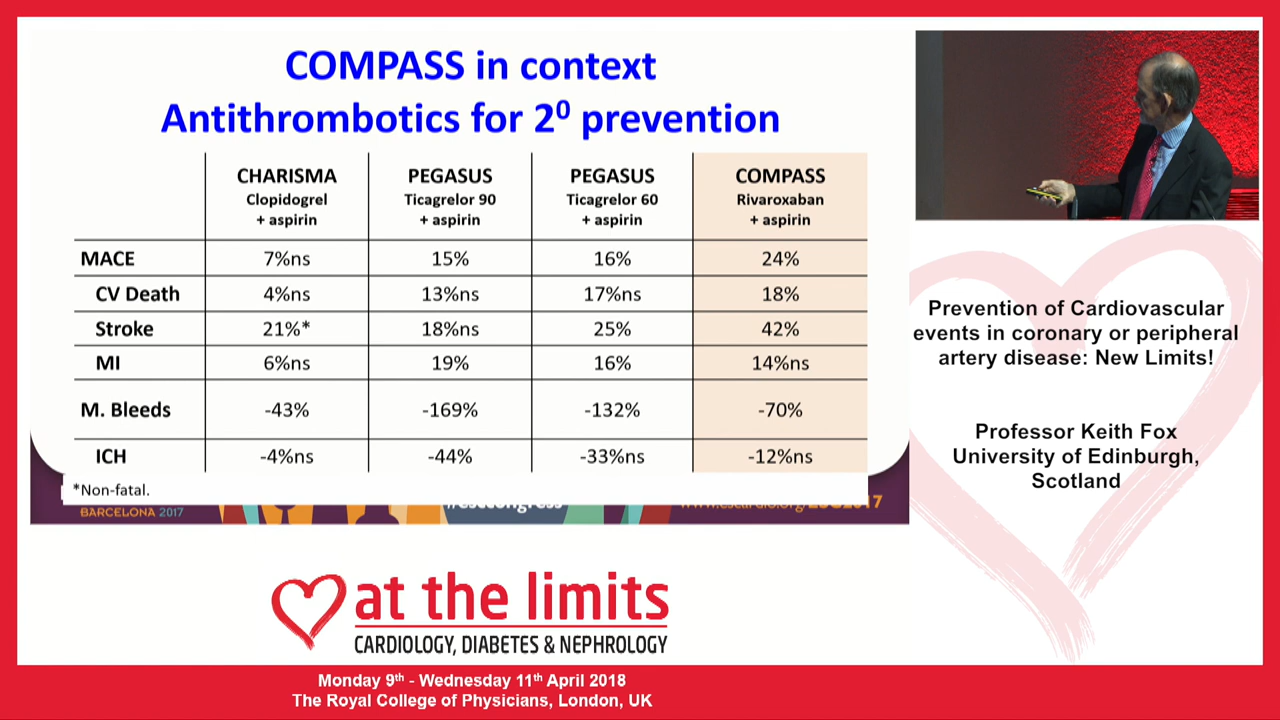 COMPASS in context
Antithrombotics for 2⁰ prevention
CHARISMA PEGASUS PEGASUS COMPASS
Clopidogrel Ticagrelor 90 Ticagrelor 60 Rivaroxaban
+ aspirin + aspirin + aspirin + aspirin
MACE 7%ns 15% 16% 24%
CV Death 4%ns 13%ns 17%ns 18%
Stroke 21%* 18%ns 25% 42%
MI 6%ns 19% 16% 14%ns
M. Bleeds -43% -169% -132% -70%
ICH -4%ns -44% -33%ns -12%ns
*Non-fatal.
BARCELONA 2017
Prevention of Cardiovascular
events in coronary or peripheral
artery disease: New Limits!
Professor Keith Fox
University of Edinburgh,
Scotland
at the limits
CARDIOLOGY, DIABETES & NEPHROLOGY
Monday 9th - Wednesday 11th April 2018
The Royal College of Physicians, London, UK